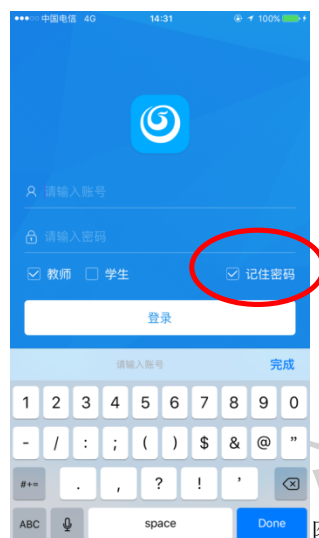 中国电信 4G 14:31 100%
请输入账号
请输入密码
教师 学生 记住密码
登录
请输入账号 完成
1 2 3 4 5 6 7 8 9 0
- / : ; ( ) $ & @ ”
#+= . , ? ! ’
ABC space Done